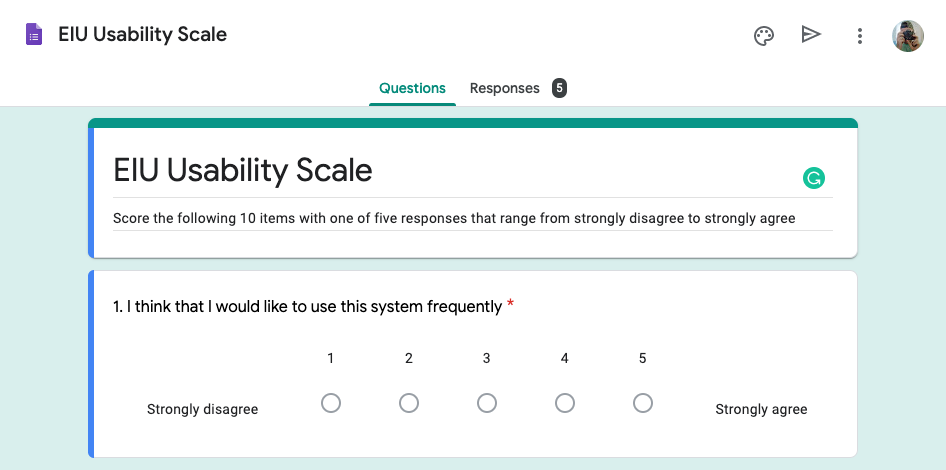 EIU Usability Scale
Questions Responses 5
EIU Usability Scale
Score the following 10 items with one of five responses that range from strongly disagree to strongly agree
1. I think that I would like to use this system frequently *
1 2 3 4 5
Strongly disagree Strongly agree